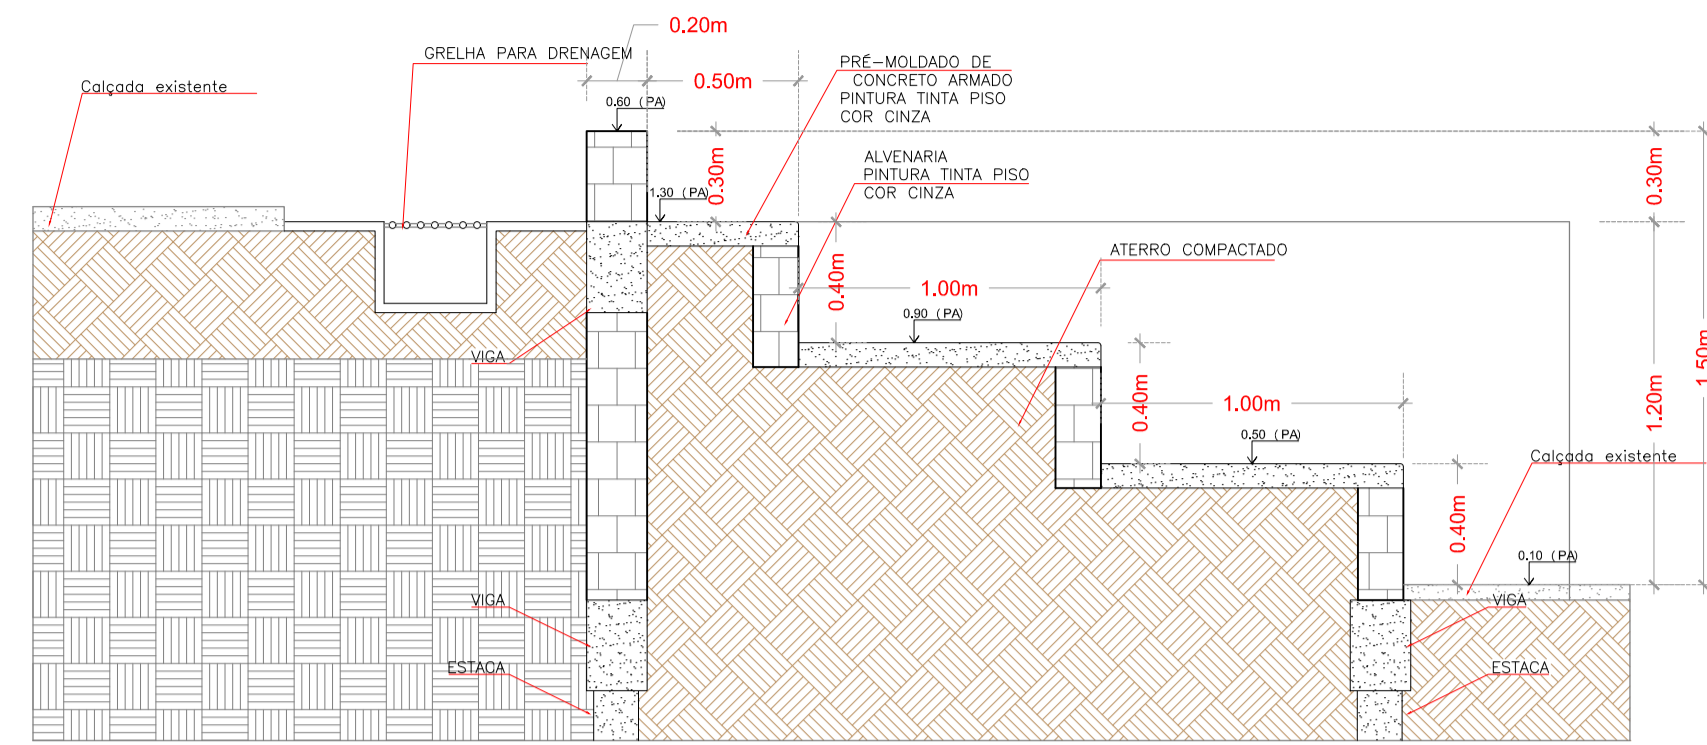 0.20m
GRELHA PARA DRENAGEM
PRÉ-MOLDADO DE
CONCRETO ARMADO
PINTURA TINTA PISO
COR CINZA
Calçada existente
0.50m
0.60 (PA)
ALVENARIA
PINTURA TINTA PISO
COR CINZA
0.30m
0.30m
1.30 (PA)
ATERRO COMPACTADO
0.40m
1.00m
0.90 (PA)
VIGA
1.50m
0.40m
1.00m
1.20m
0.50 (PA)
Calçada existente
0.40m
0.10 (PA)
VIGA
VIGA
ESTACA
ESTACA